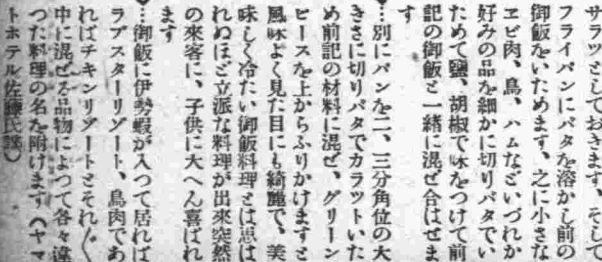 サラツとしておきます、そして
フライパンにバタを溶かし前の
御飯をいためます、之に小さな
エビ肉、鳥、ハムなどいづれか
好みの品を細かに切りバタでい
ためて鹽、胡椒で味をつけて前
記の御飯と一緒に混ぜ合はせま
す
…別にパンを二、三分角位の大
きさに切りバタでカラツトいた
め前記の材料に混ぜ、グリーン
ピースを上からふりかけますと
風味よく見た目にも綺麗で、美
味しく冷たい御飯料理とは思は
れぬほど立派な料理が出來突然
の來客に、子供に大へん喜ばれ
ます
…御飯に伊勢蝦が入つて居れば
ラブスターリゾート、鳥肉であ
ればチキンリゾートとそれ〲
中に混ぜる品物によつて各々違
つた料理の名を附けます（ヤマ
トホテル佐藤氏談）